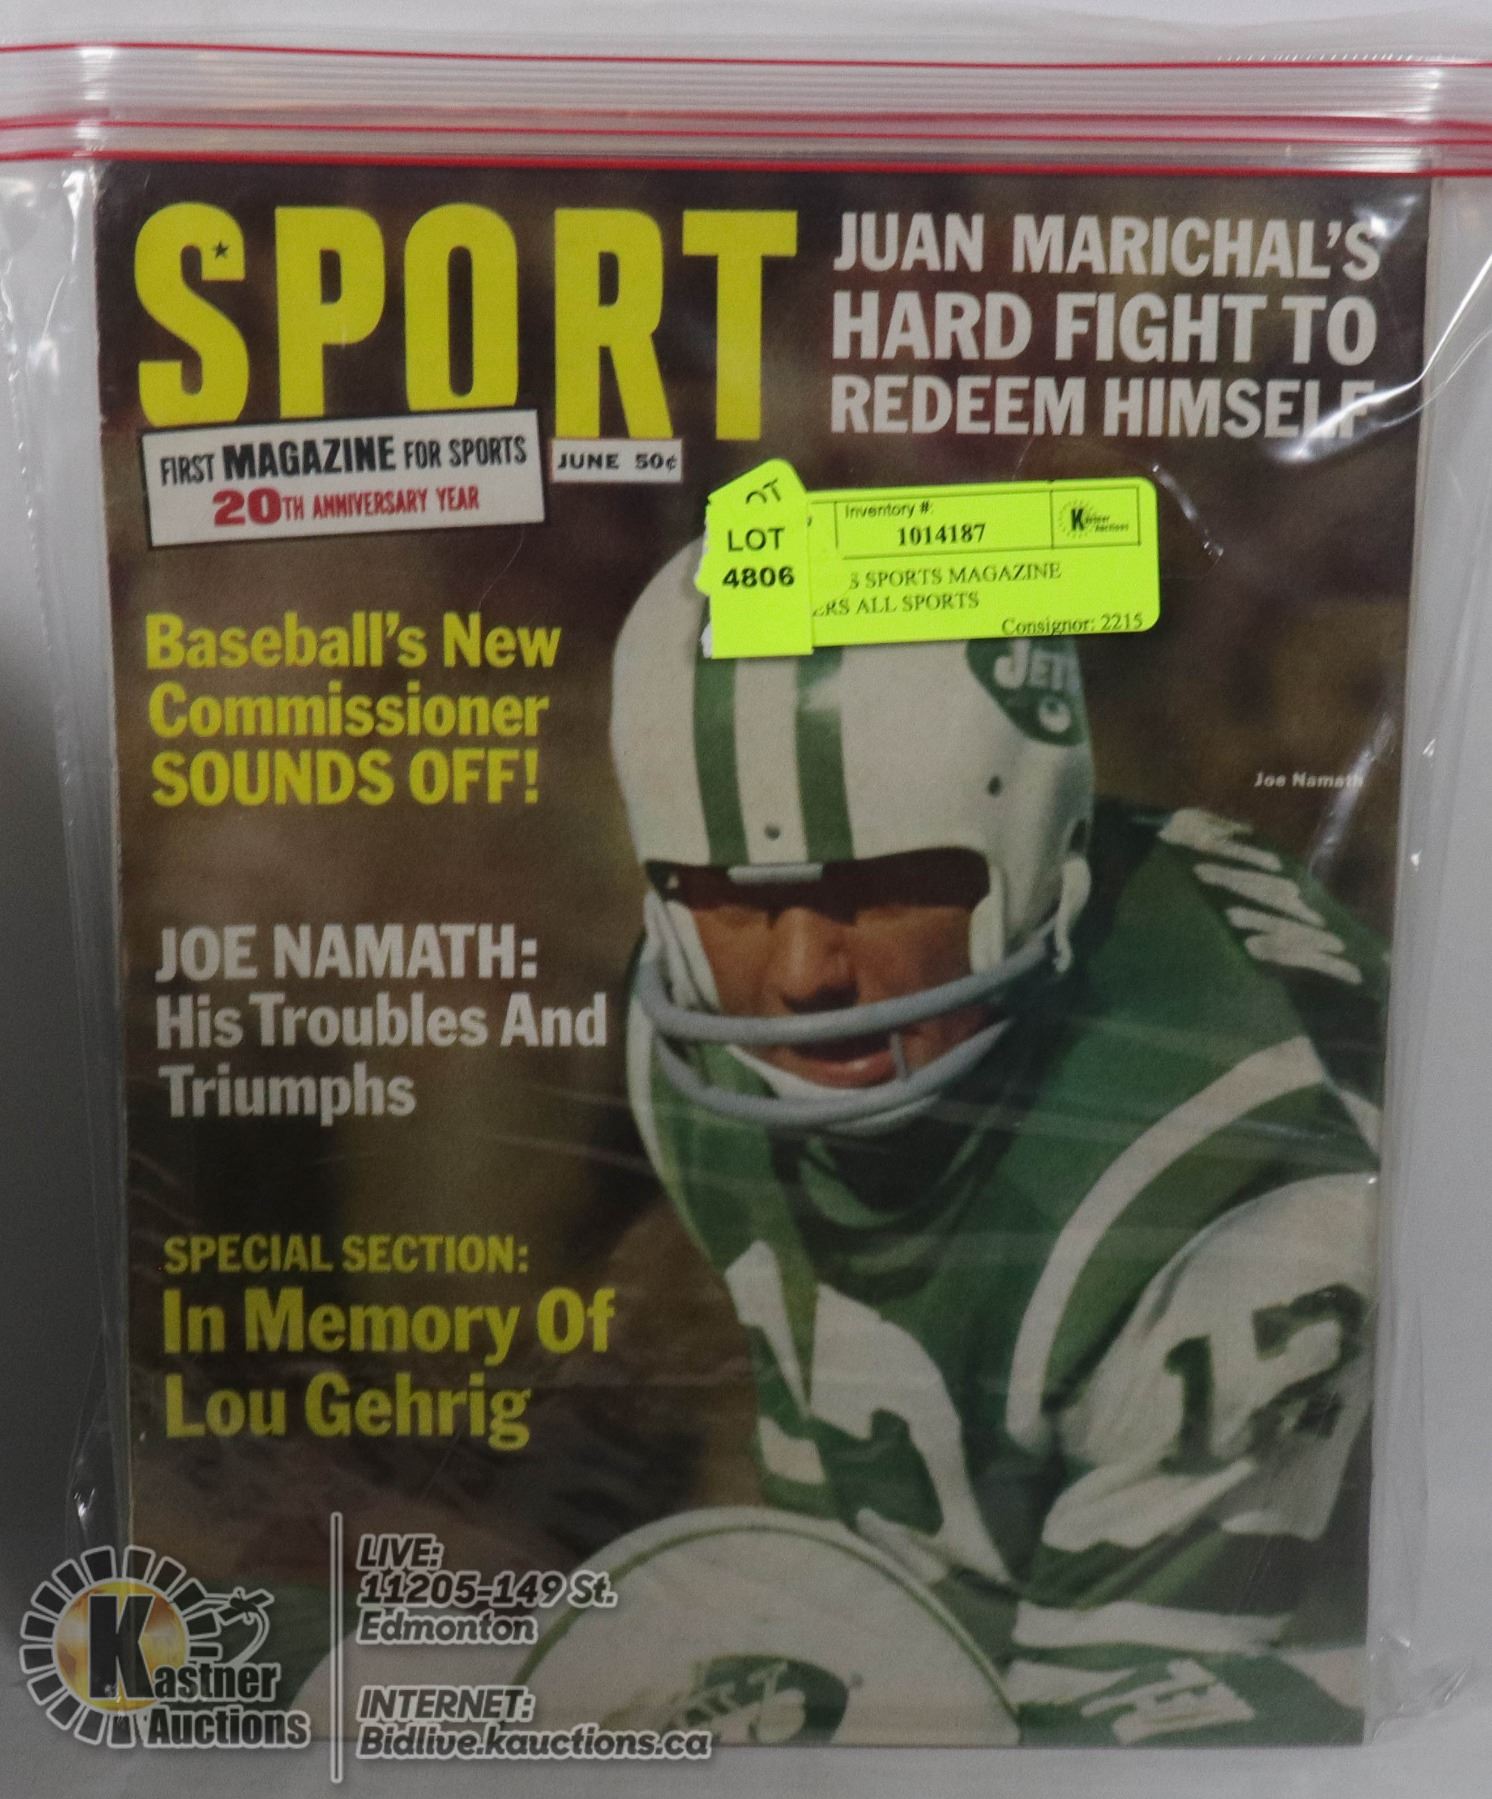 SPORT
JUAN MARICHAL'S
HARD FIGHT TO
REDEEM HIMSELF
FIRST MAGAZINE FOR SPORTS
20TH ANNIVERSARY YEAR
JUNE 50¢
LOT
4806
Inventory #:
1014187
Kastner
Auctions
SPORTS MAGAZINE
ALL SPORTS
Consignor: 2215
Baseball's New
Commissioner
SOUNDS OFF!
JETS
Joe Namath
JOE NAMATH:
His Troubles And
Triumphs
SPECIAL SECTION:
In Memory Of
Lou Gehrig
12
Kastner
Auctions
LIVE:
11205-149 St.
Edmonton
INTERNET:
Bidlive.kauctions.ca